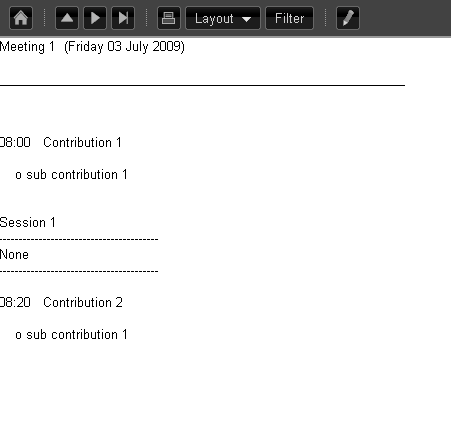 Layout Filter
Meeting 1 (Friday 03 July 2009)
08:00 Contribution 1
o sub contribution 1
Session 1
-----------------------------------------
None
-----------------------------------------
08:20 Contribution 2
o sub contribution 1